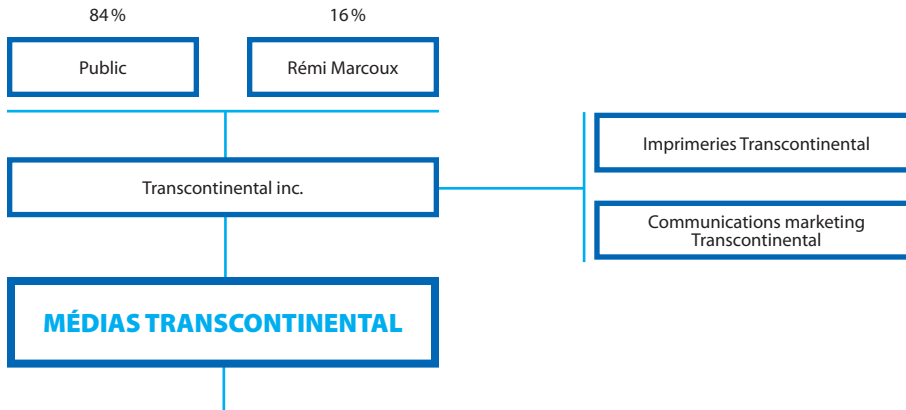 84 %
16 %
Public
Rémi Marcoux
Imprimeries Transcontinental
Transcontinental inc.
Communications marketing
Transcontinental
MÉDIAS TRANSCONTINENTAL